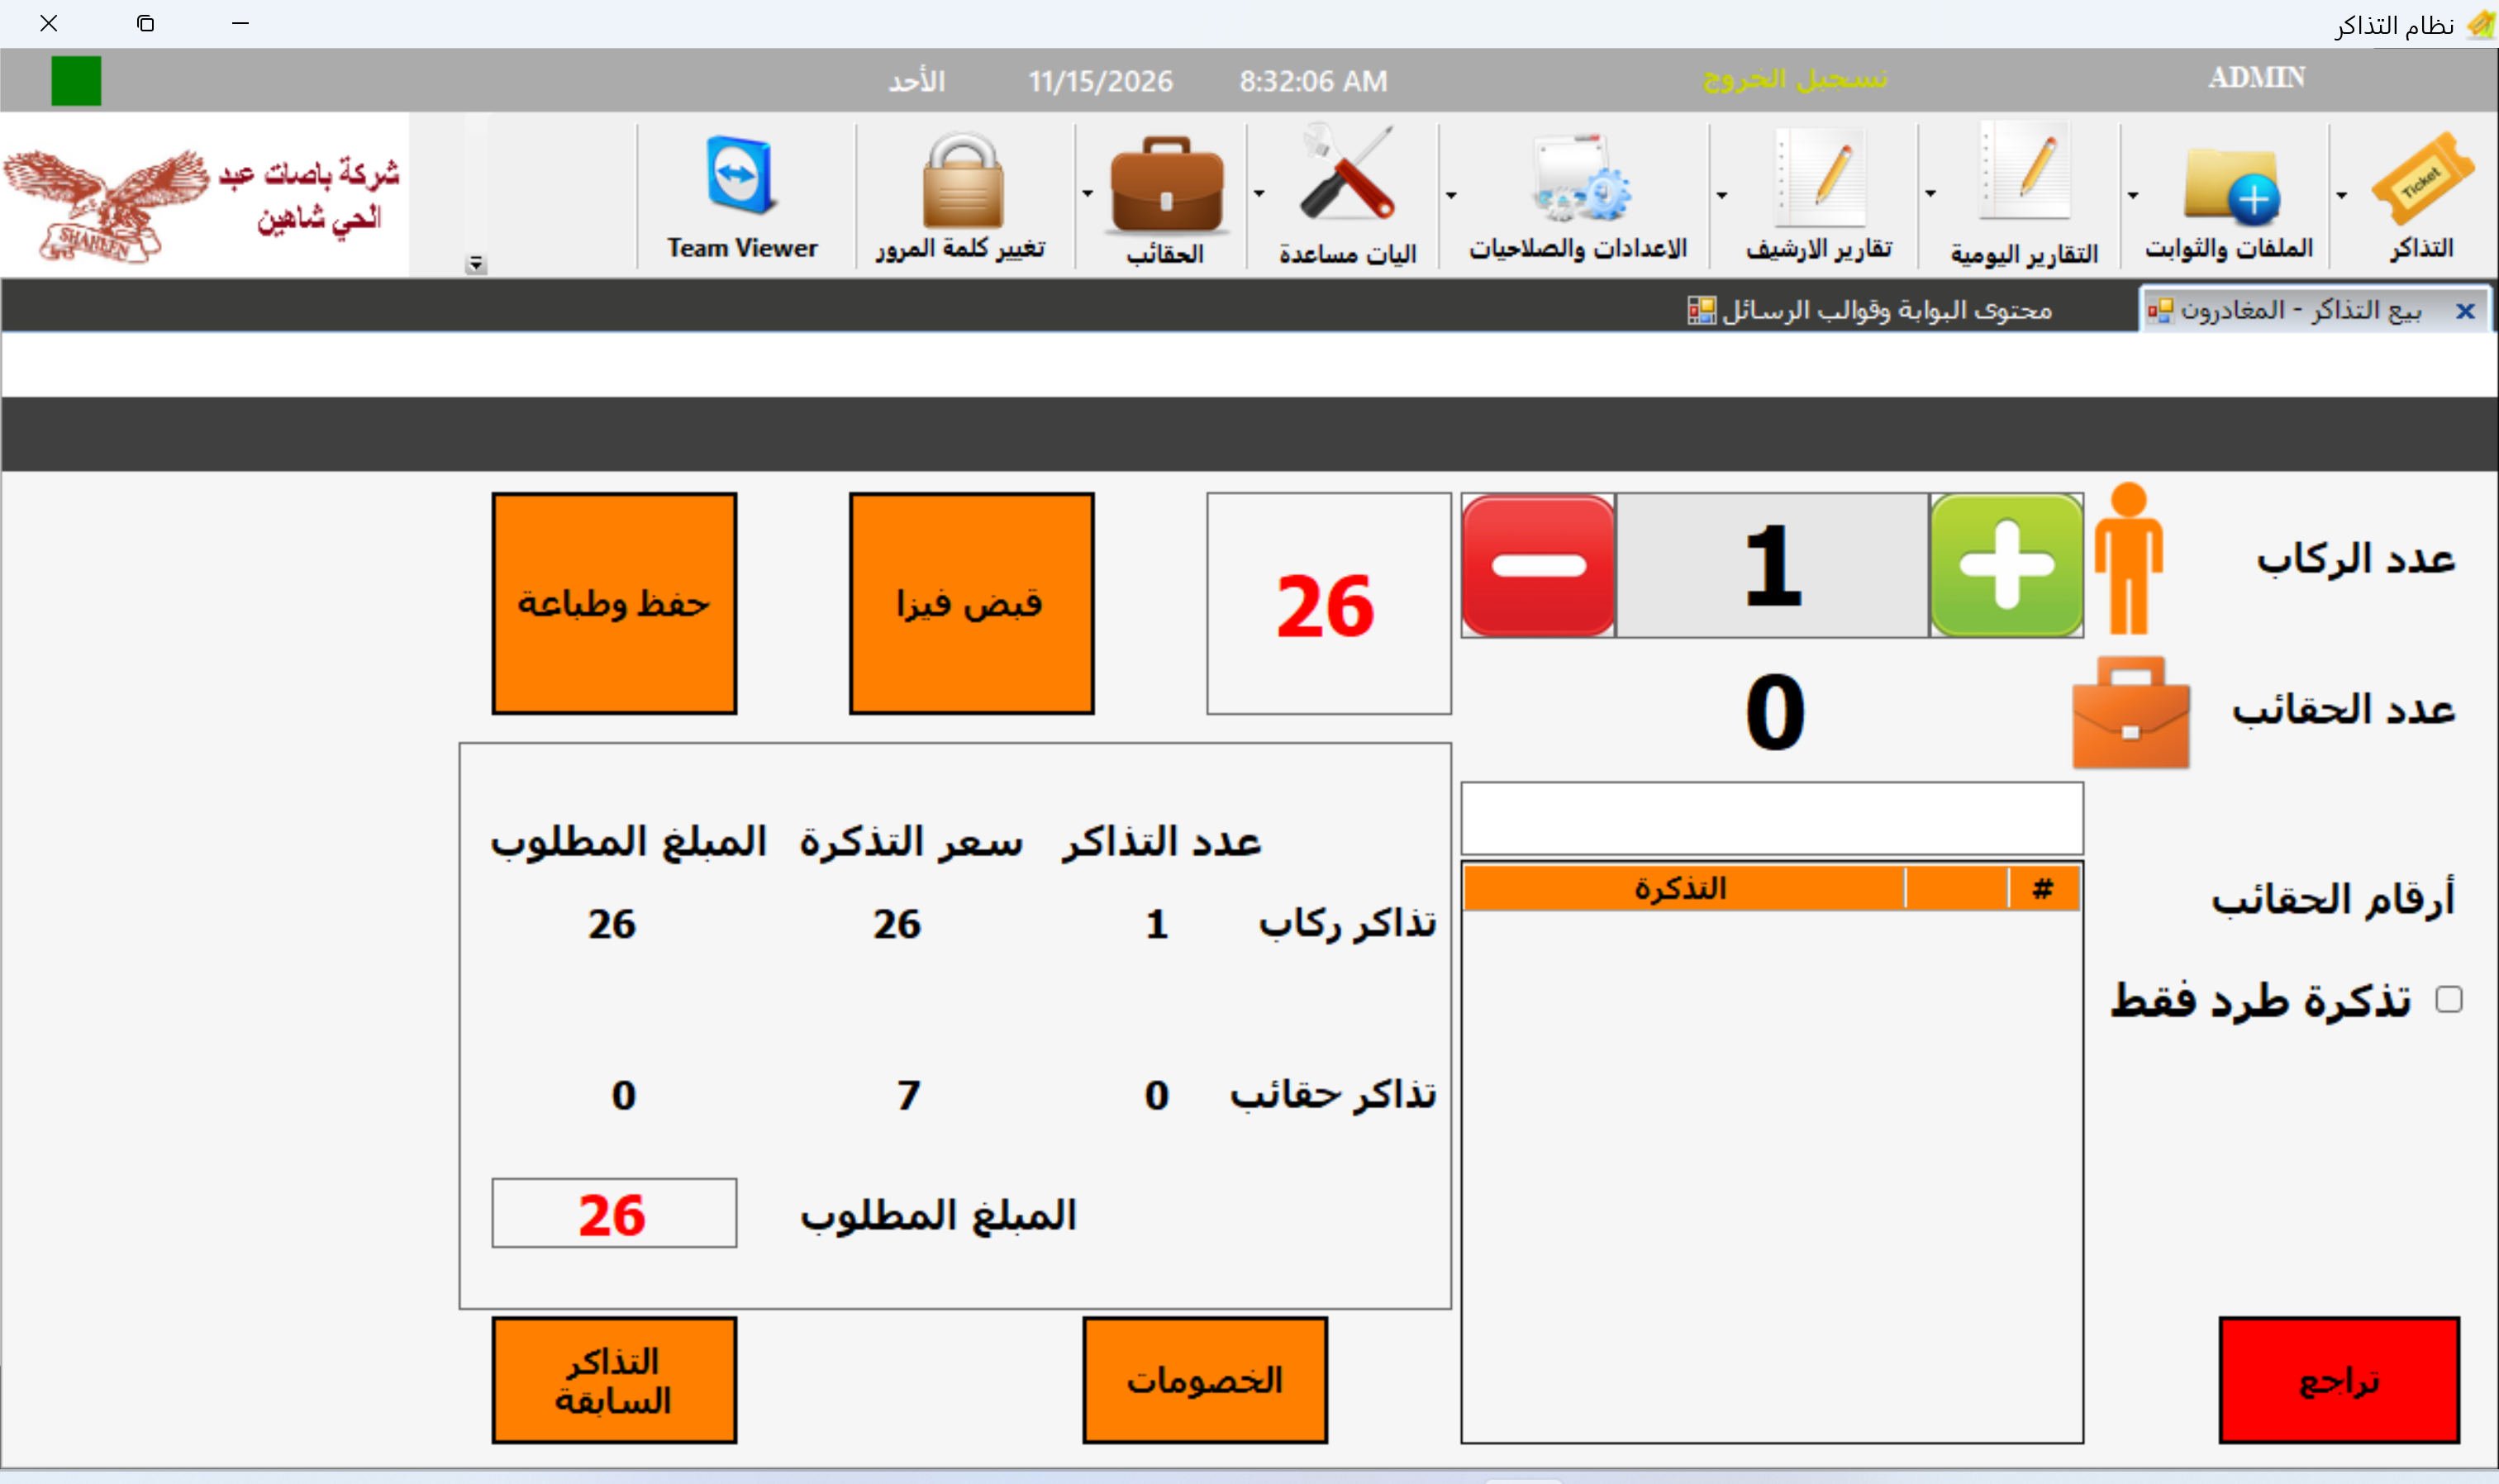 نظام التذاكر
ADMIN تسجيل الخروج 8:32:06 AM 11/15/2026 الأحد
التذاكر
الملفات والثوابت
التقارير اليومية
تقارير الارشيف
الاعدادات والصلاحيات
اليات مساعدة
الحقائب
تغيير كلمة المرور
Team Viewer
Ticket
شركة باصات عبد
الحي شاهين
SHAHEEN
بيع التذاكر - المغادرون
محتوى البوابة وقوالب الرسائل
عدد الركاب 1
26
قبض فيزا
حفظ وطباعة
عدد الحقائب 0
أرقام الحقائب
# التذكرة
تذكرة طرد فقط
عدد التذاكر سعر التذكرة المبلغ المطلوب
تذاكر ركاب 1 26 26
تذاكر حقائب 0 7 0
المبلغ المطلوب 26
تراجع
الخصومات
التذاكر
السابقة